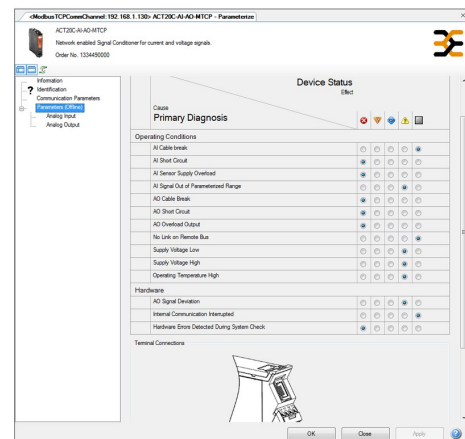 <ModbusTCPCommChannel:192.168.1.130> ACT20C-AI-AO-MTCP - Parameterize
ACT20C-AI-AO-MTCP
Network enabled Signal Conditioner for current and voltage signals.
Order No. 1334490000
Information
Identification
Communication Parameters
Parameters (Offline)
Analog Input
Analog Output
Device Status
Effect
Cause
Primary Diagnosis
Operating Conditions
AI Cable break
AI Short Circuit
AI Sensor Supply Overload
AI Signal Out of Parameterized Range
AO Cable Break
AO Short Circuit
AO Overload Output
No Link on Remote Bus
Supply Voltage Low
Supply Voltage High
Operating Temperature High
Hardware
AO Signal Deviation
Internal Communication Interrupted
Hardware Errors Detected During System Check
Terminal Connections
OK Close Apply